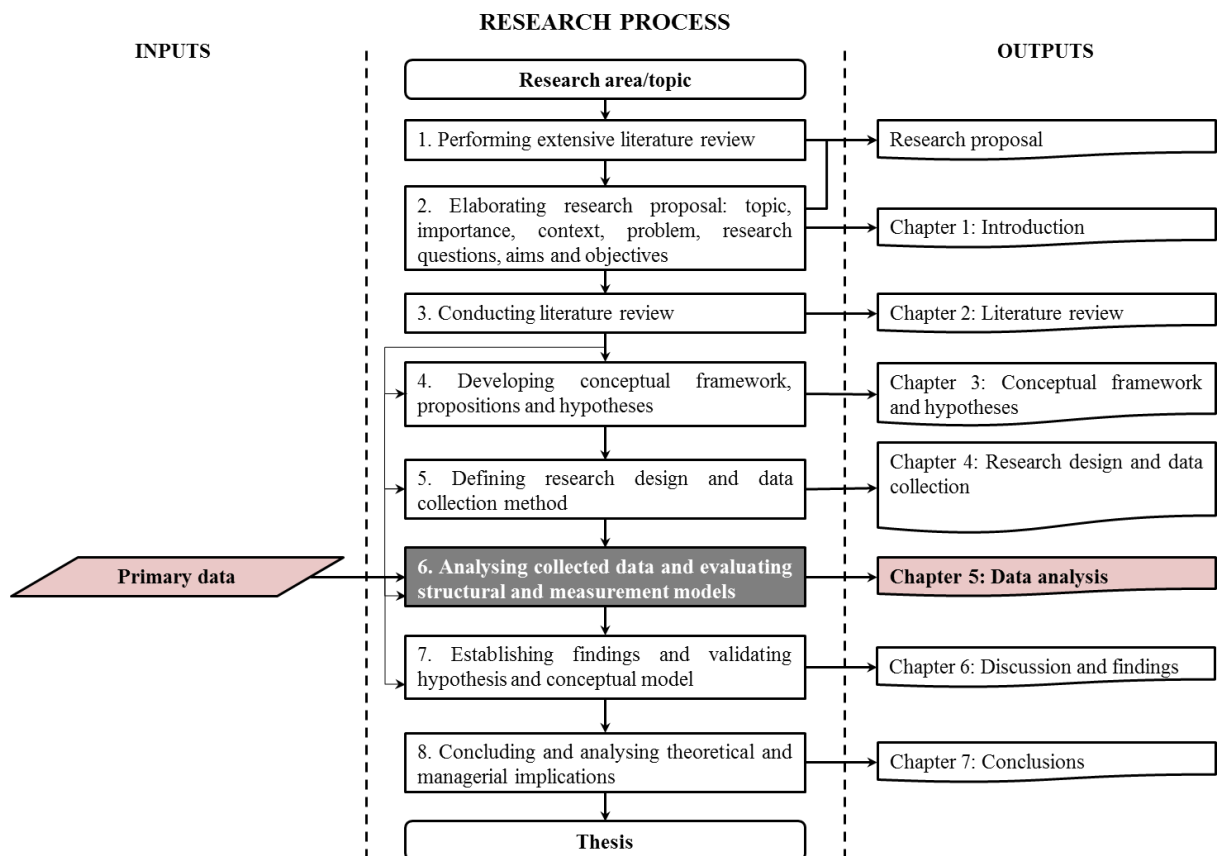 RESEARCH PROCESS
INPUTS
OUTPUTS
Research area/topic
1. Performing extensive literature review
Research proposal
2. Elaborating research proposal: topic,
importance, context, problem, research
questions, aims and objectives
Chapter 1: Introduction
3. Conducting literature review
Chapter 2: Literature review
4. Developing conceptual framework,
propositions and hypotheses
Chapter 3: Conceptual framework
and hypotheses
5. Defining research design and data
collection method
Chapter 4: Research design and data
collection
Primary data
6. Analysing collected data and evaluating
structural and measurement models
Chapter 5: Data analysis
7. Establishing findings and validating
hypothesis and conceptual model
Chapter 6: Discussion and findings
8. Concluding and analysing theoretical and
managerial implications
Chapter 7: Conclusions
Thesis